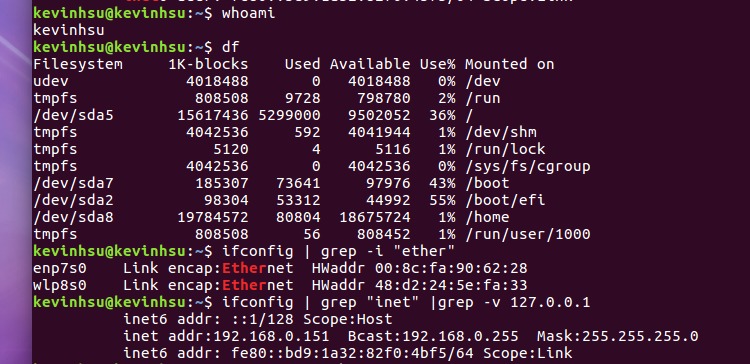 kevinhsu@kevinhsu:~$ whoami
kevinhsu
kevinhsu@kevinhsu:~$ df
Filesystem     1K-blocks    Used Available Use% Mounted on
udev             4018488       0   4018488   0% /dev
tmpfs             808508    9728    798780   2% /run
/dev/sda5       15617436 5299000   9502052  36% /
tmpfs            4042536     592   4041944   1% /dev/shm
tmpfs               5120       4      5116   1% /run/lock
tmpfs            4042536       0   4042536   0% /sys/fs/cgroup
/dev/sda7         185307   73641     97976  43% /boot
/dev/sda2          98304   53312     44992  55% /boot/efi
/dev/sda8       19784572   80804  18675724   1% /home
tmpfs             808508      56    808452   1% /run/user/1000
kevinhsu@kevinhsu:~$ ifconfig | grep -i "ether"
enp7s0    Link encap:Ethernet  HWaddr 00:8c:fa:90:62:28
wlp8s0    Link encap:Ethernet  HWaddr 48:d2:24:5e:fa:33
kevinhsu@kevinhsu:~$ ifconfig | grep "inet" |grep -v 127.0.0.1
          inet6 addr: ::1/128 Scope:Host
          inet addr:192.168.0.151  Bcast:192.168.0.255  Mask:255.255.255.0
          inet6 addr: fe80::bd9:1a32:82f0:4bf5/64 Scope:Link